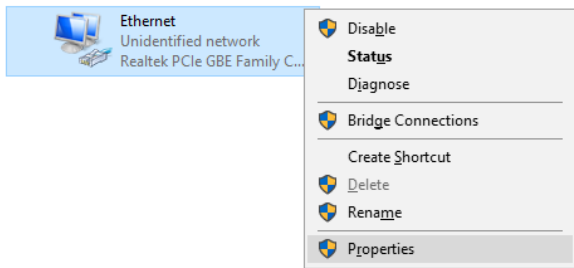 Ethernet
Unidentified network
Realtek PCIe GBE Family C...
Disable
Status
Diagnose
Bridge Connections
Create Shortcut
Delete
Rename
Properties